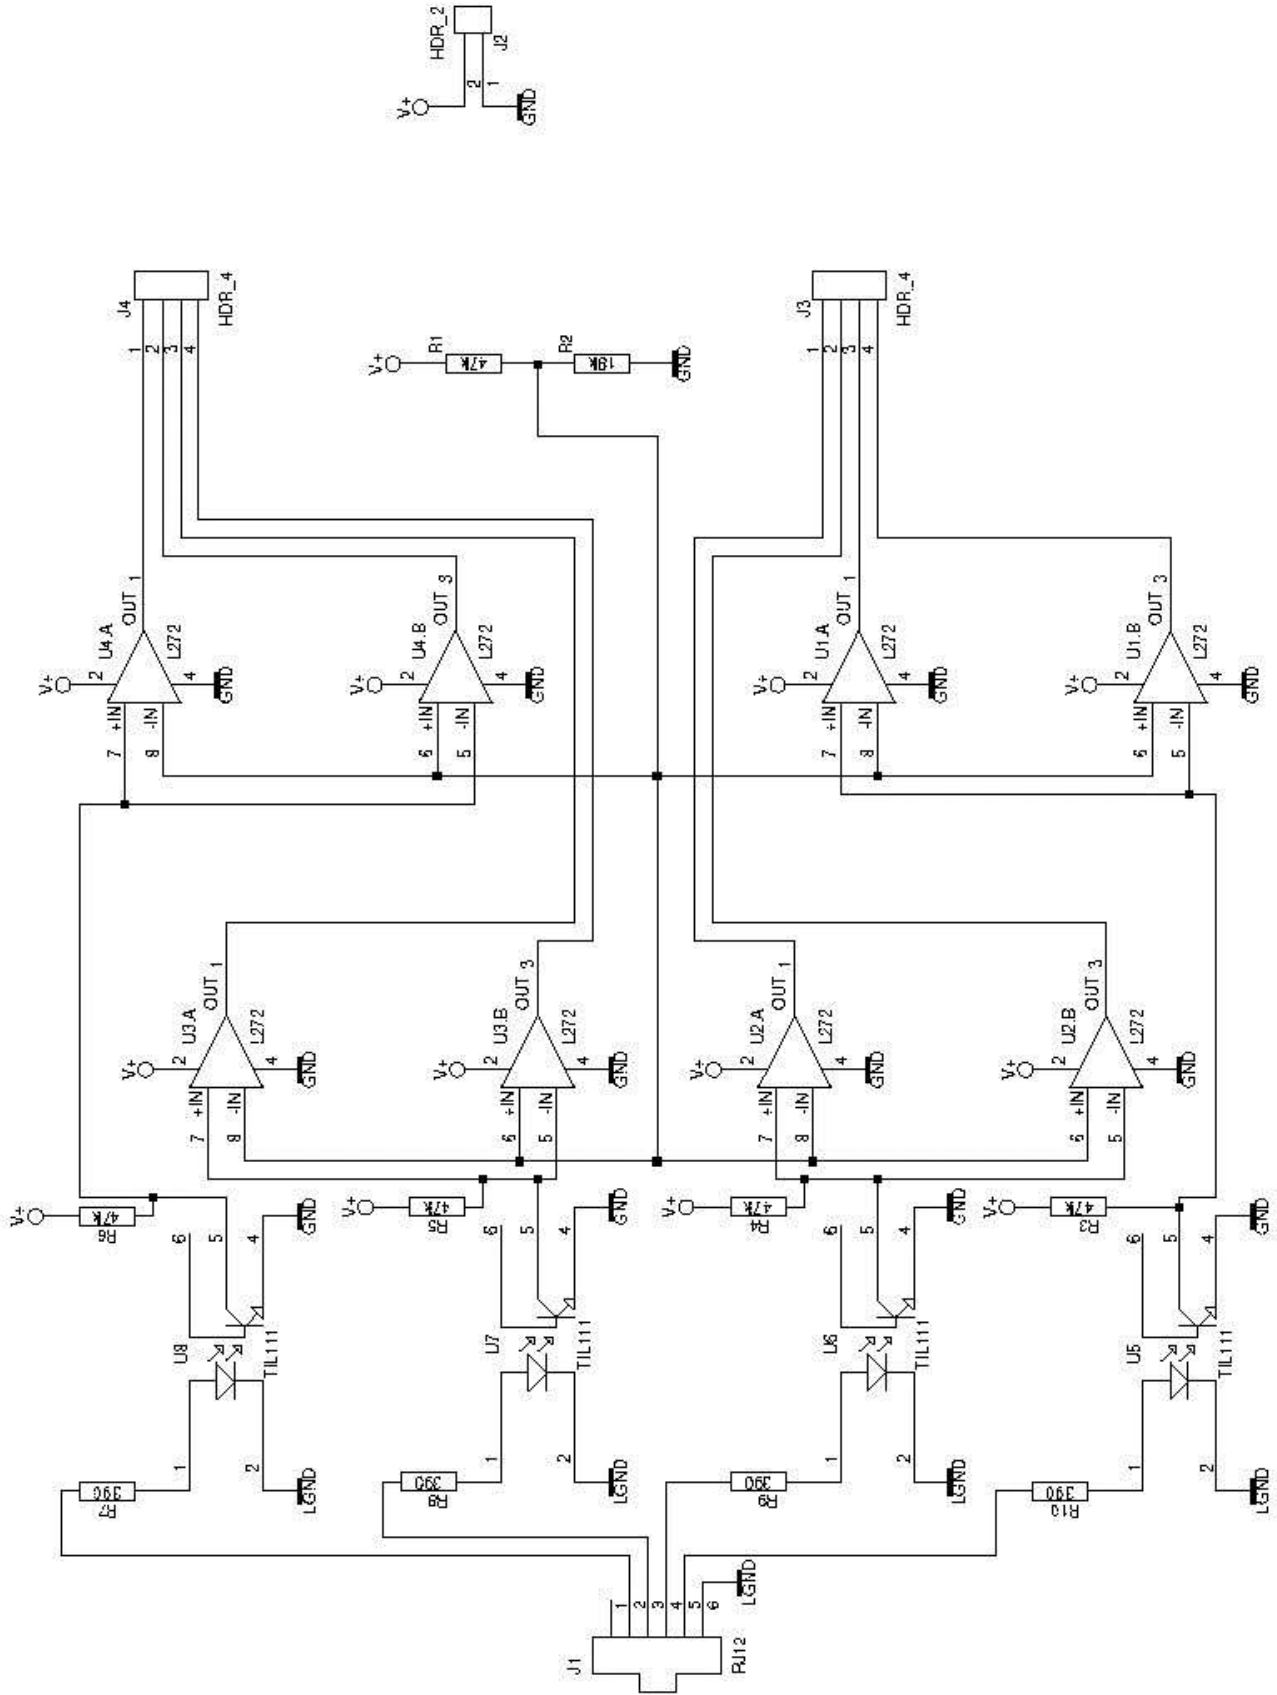 HDR_2
J2
V+
2
1
GND
J4
HDR_4
1
2
3
4
V+
R1
47k
R2
GND
J3
HDR_4
1
2
3
4
U4.A
OUT 1
V+
2
L272
4
GND
+IN
-IN
7
8
U4.B
OUT 3
V+
2
L272
4
GND
+IN
-IN
6
5
U1.A
OUT 1
V+
2
L272
4
GND
+IN
-IN
7
8
U1.B
OUT 3
V+
2
L272
4
GND
+IN
-IN
6
5
U3.A
OUT 1
V+
2
L272
4
GND
+IN
-IN
7
8
U3.B
OUT 3
V+
2
L272
4
GND
+IN
-IN
6
5
U2.A
OUT 1
V+
2
L272
4
GND
+IN
-IN
7
8
U2.B
OUT 3
V+
2
L272
4
GND
+IN
-IN
6
5
V+
47k
R6
6
5
4
GND
V+
47k
R5
6
5
4
GND
V+
47k
R4
6
5
4
GND
V+
47k
R3
6
5
4
GND
U8
TIL111
1
2
LGND
U7
TIL111
1
2
LGND
U6
TIL111
1
2
LGND
U5
TIL111
1
2
LGND
390
R7
390
R8
390
R9
390
R10
J1
1
2
3
4
5
6
LGND
RJ12